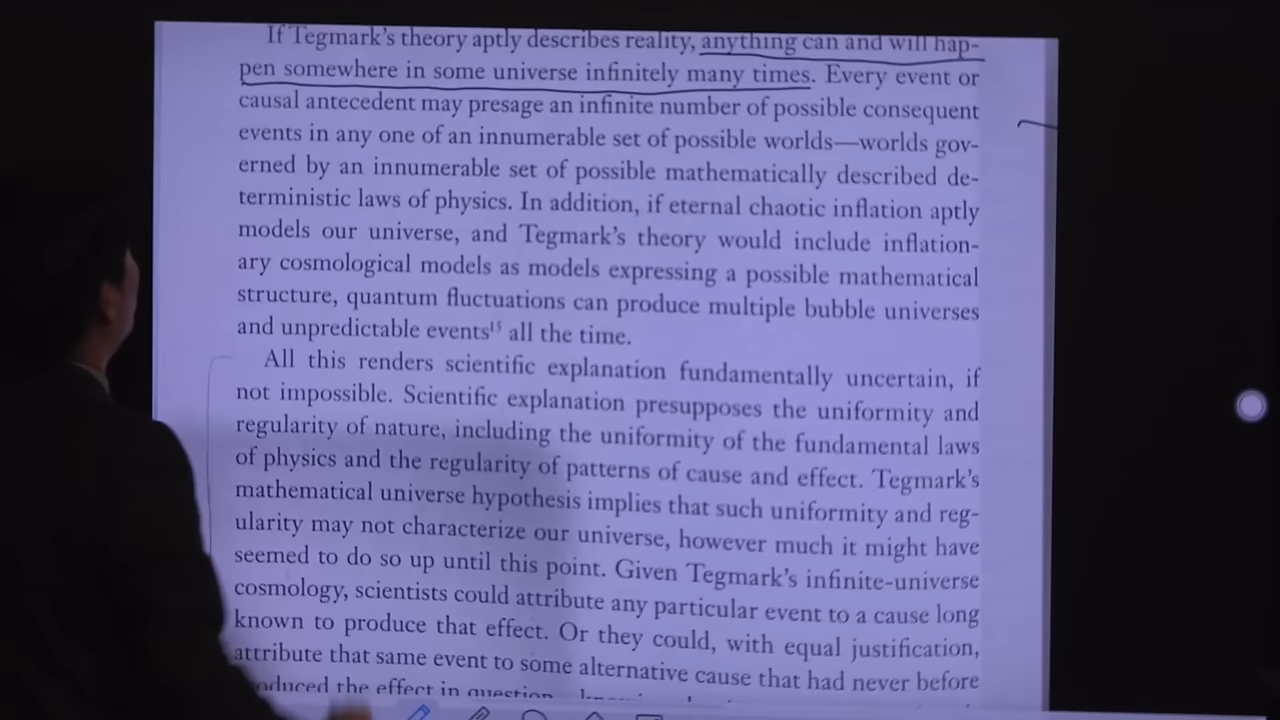 If Tegmark's theory aptly describes reality, anything can and will hap-
pen somewhere in some universe infinitely many times. Every event or
causal antecedent may presage an infinite number of possible consequent
events in any one of an innumerable set of possible worlds—worlds gov-
erned by an innumerable set of possible mathematically described de-
terministic laws of physics. In addition, if eternal chaotic inflation aptly
models our universe, and Tegmark's theory would include inflation-
ary cosmological models as models expressing a possible mathematical
structure, quantum fluctuations can produce multiple bubble universes
and unpredictable events¹⁵ all the time.
All this renders scientific explanation fundamentally uncertain, if
not impossible. Scientific explanation presupposes the uniformity and
regularity of nature, including the uniformity of the fundamental laws
of physics and the regularity of patterns of cause and effect. Tegmark's
mathematical universe hypothesis implies that such uniformity and reg-
ularity may not characterize our universe, however much it might have
seemed to do so up until this point. Given Tegmark's infinite-universe
cosmology, scientists could attribute any particular event to a cause long
known to produce that effect. Or they could, with equal justification,
attribute that same event to some alternative cause that had never before
produced the effect in question